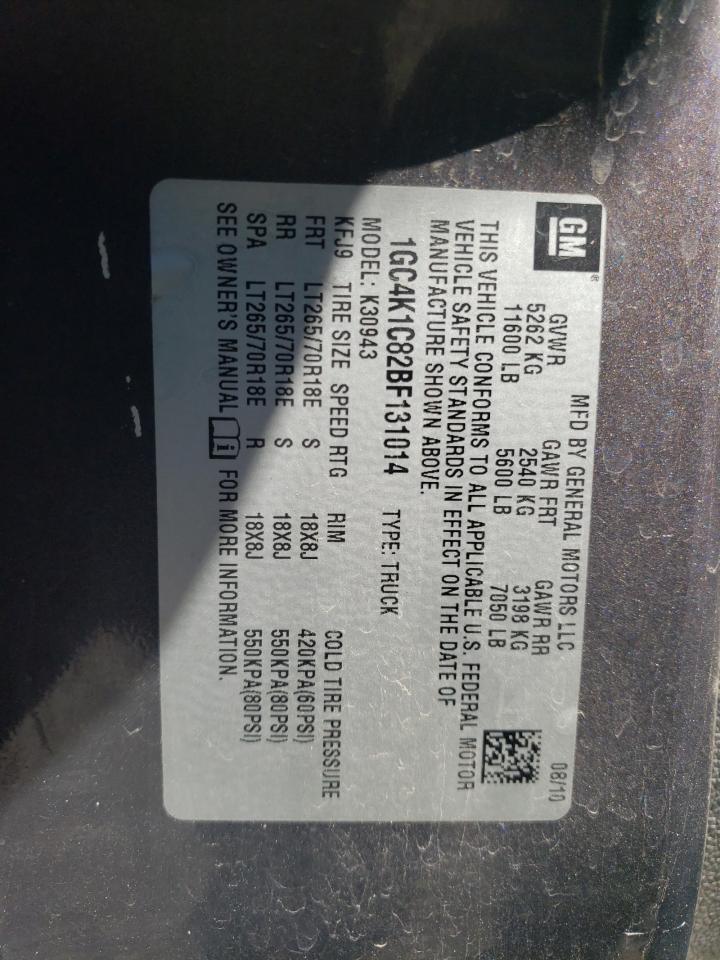 GM®
MFD BY GENERAL MOTORS LLC 08/10
GVWR GAWR FRT GAWR RR
5262 KG 2540 KG 3198 KG
11600 LB 5600 LB 7050 LB
THIS VEHICLE CONFORMS TO ALL APPLICABLE U.S. FEDERAL MOTOR
VEHICLE SAFETY STANDARDS IN EFFECT ON THE DATE OF
MANUFACTURE SHOWN ABOVE.
1GC4K1C82BF131014 TYPE: TRUCK
MODEL: K30943
KFJ9 TIRE SIZE SPEED RTG RIM COLD TIRE PRESSURE
FRT LT265/70R18E S 18X8J 420KPA(60PSI)
RR LT265/70R18E S 18X8J 550KPA(80PSI)
SPA LT265/70R18E R 18X8J 550KPA(80PSI)
SEE OWNER'S MANUAL i FOR MORE INFORMATION.